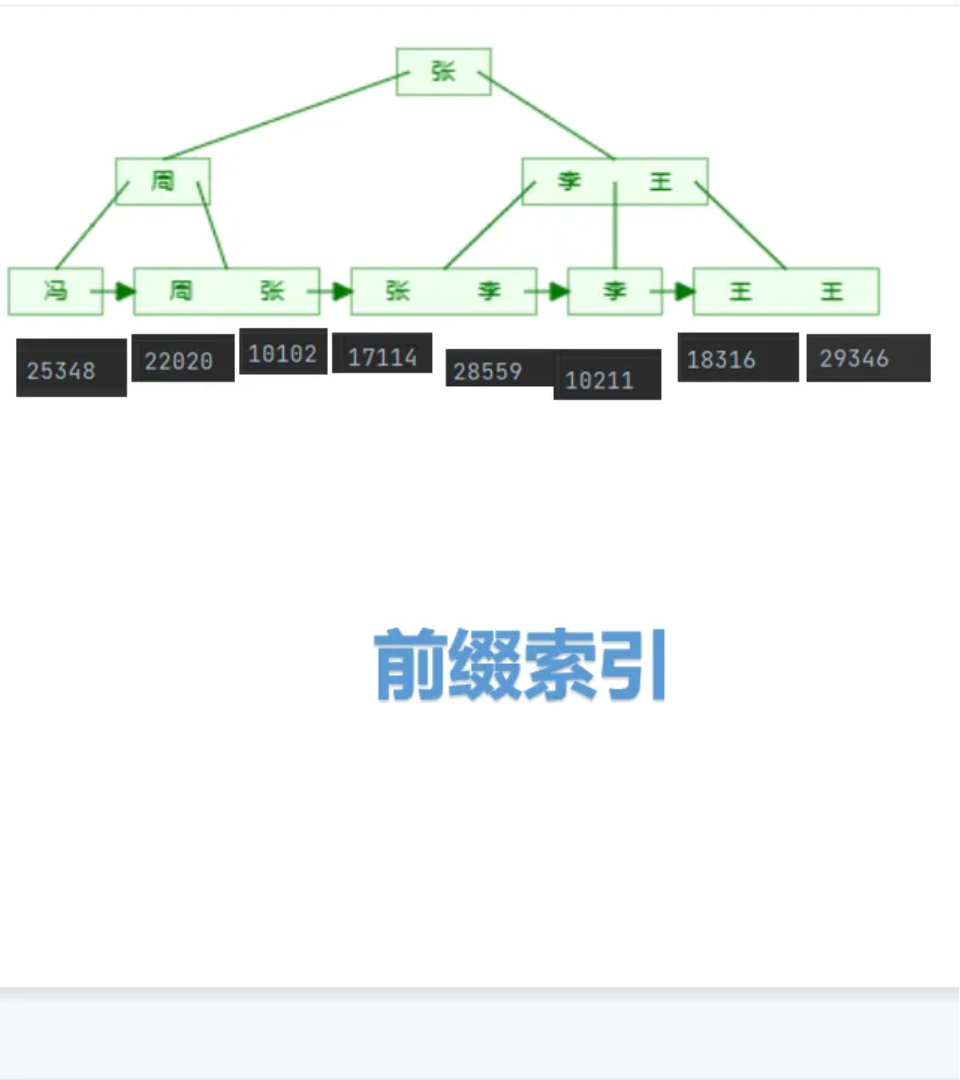 张
周 李 王
冯 周 张 张 李 李 王 王
25348 22020 10102 17114 28559 10211 18316 29346
前缀索引